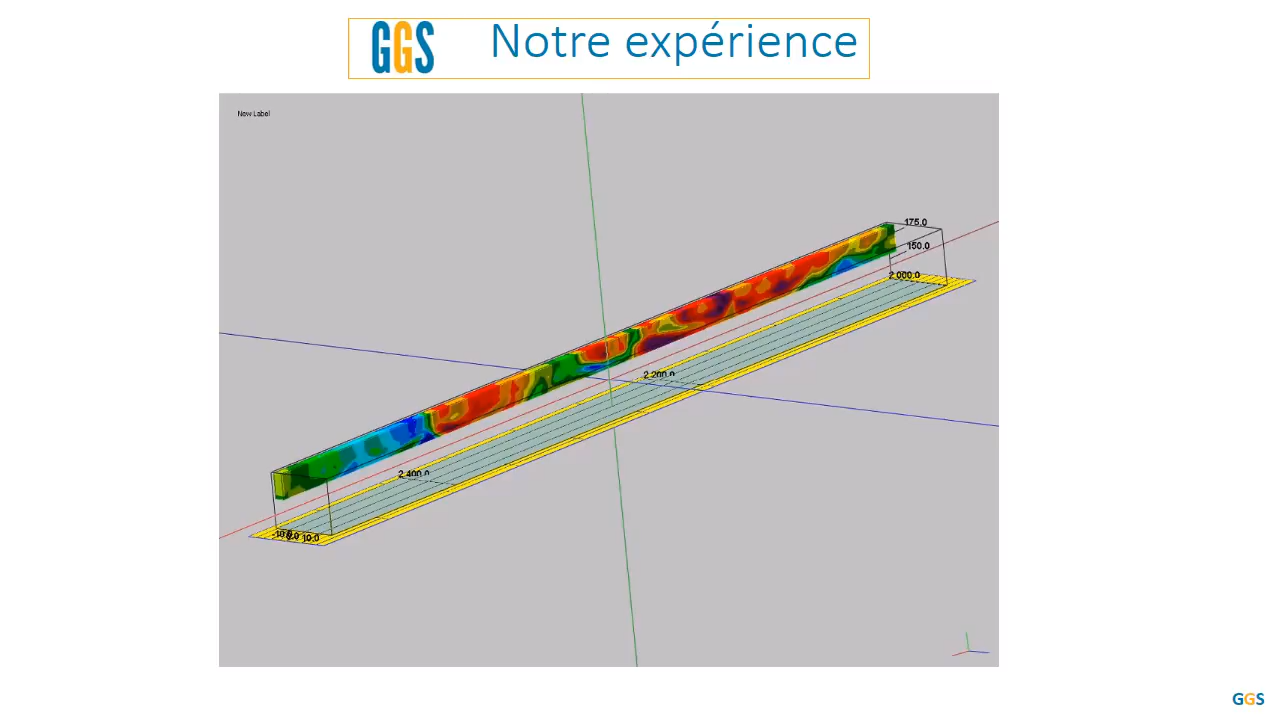 GGS Notre expérience
New Label
175.0
150.0
2 000.0
2 200.0
2 400.0
10.0
GGS